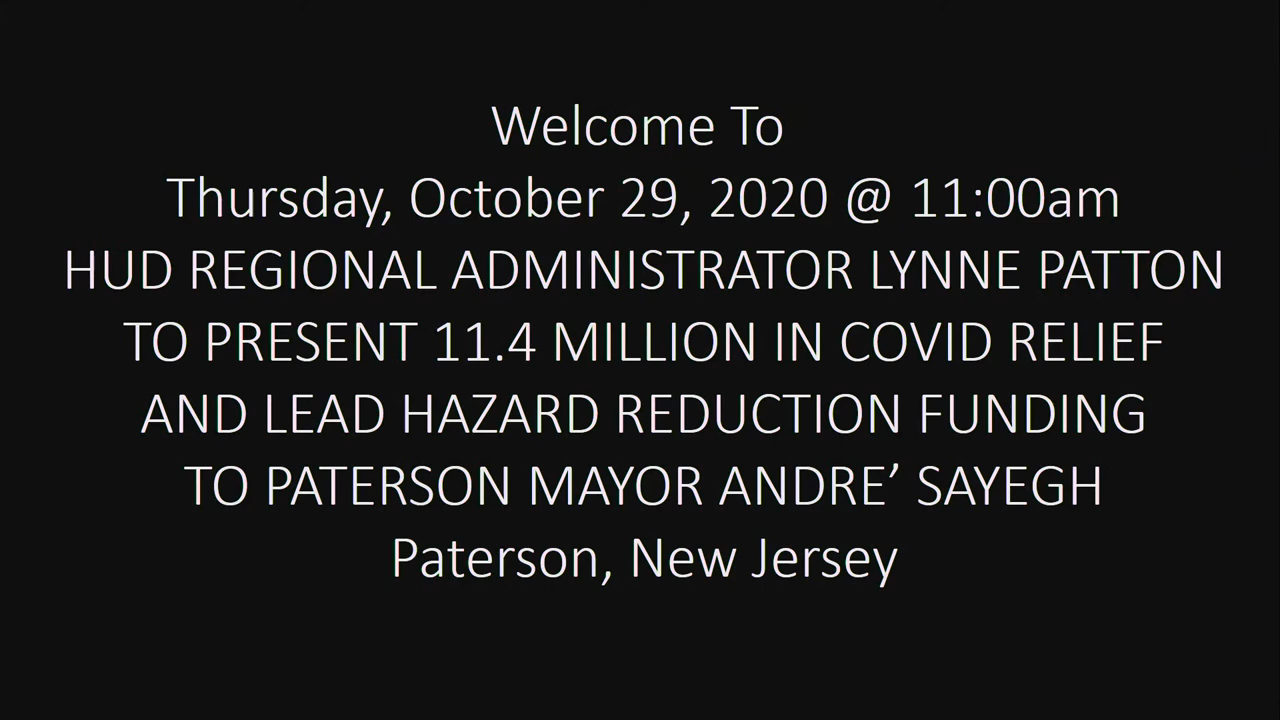 Welcome To
Thursday, October 29, 2020 @ 11:00am
HUD REGIONAL ADMINISTRATOR LYNNE PATTON
TO PRESENT 11.4 MILLION IN COVID RELIEF
AND LEAD HAZARD REDUCTION FUNDING
TO PATERSON MAYOR ANDRE’ SAYEGH
Paterson, New Jersey